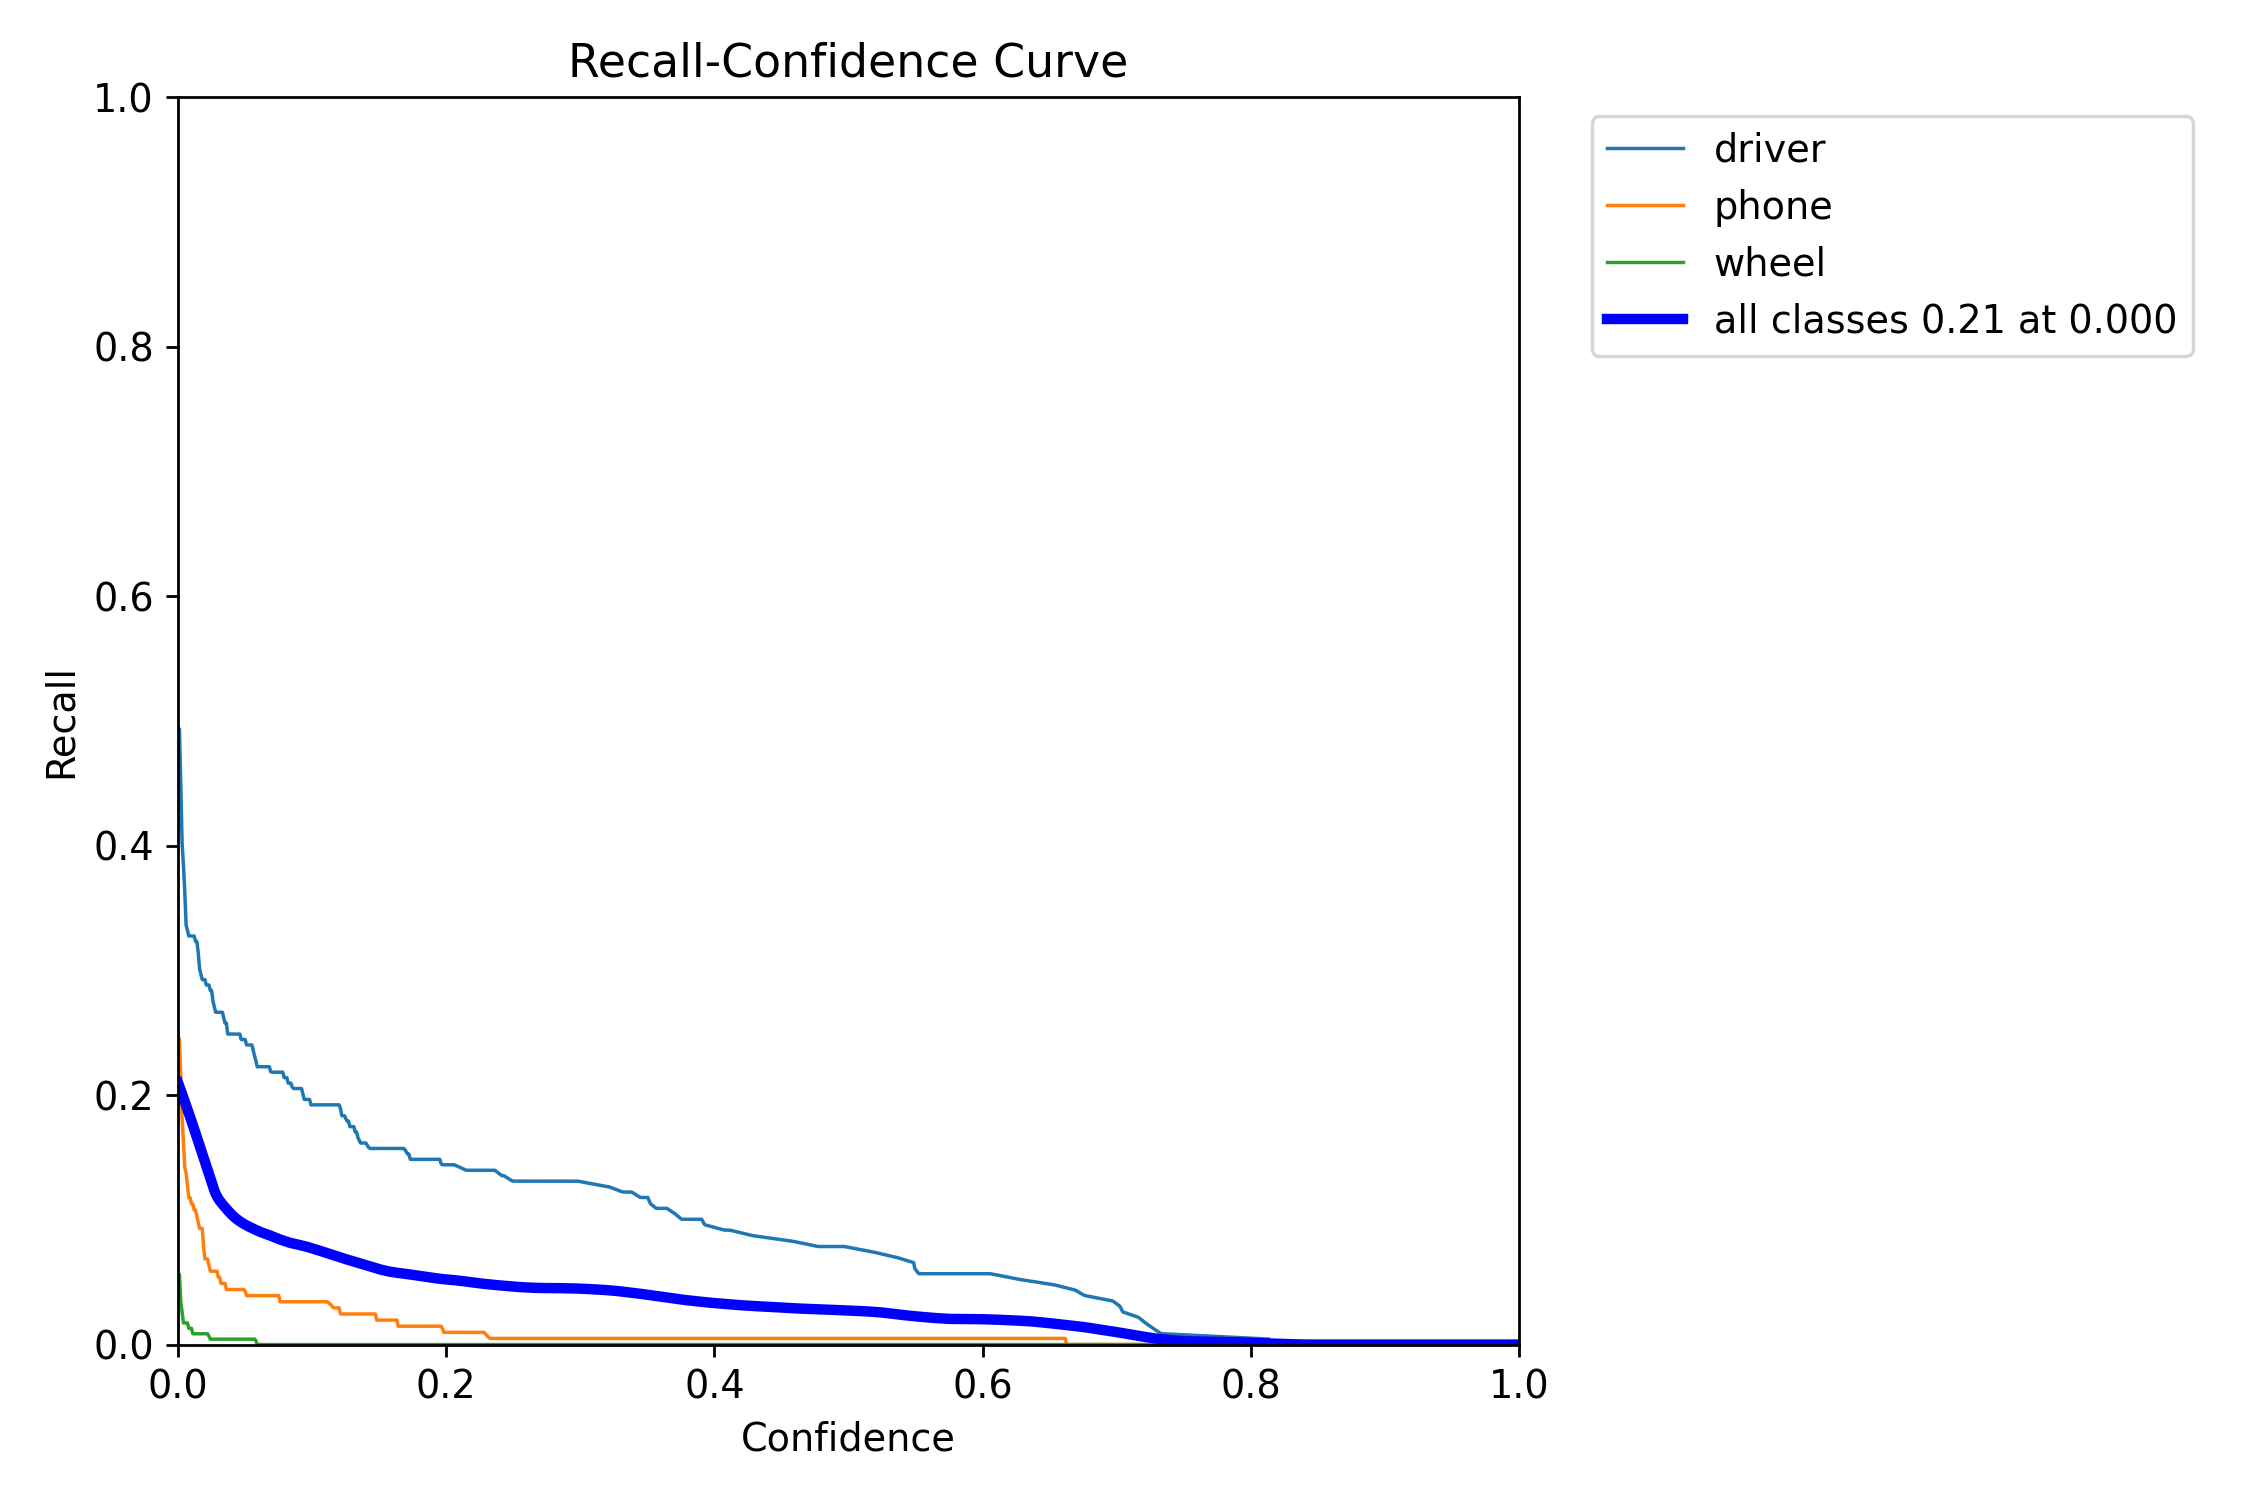 Recall-Confidence Curve
1.0
0.8
0.6
0.4
0.2
0.0
Recall
0.0 0.2 0.4 0.6 0.8 1.0
Confidence
driver
phone
wheel
all classes 0.21 at 0.000